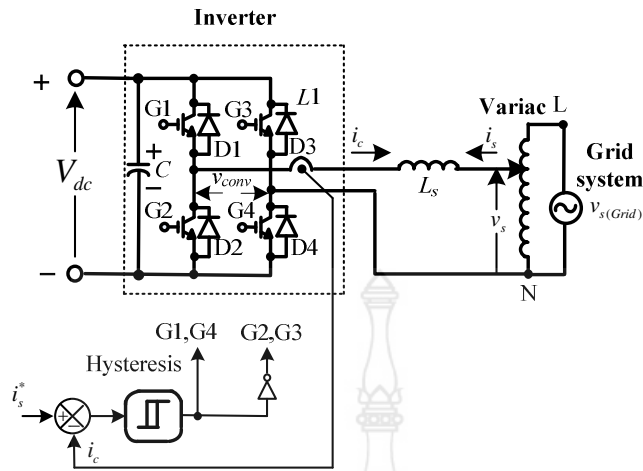 Inverter
+
G1
G3
L1
Variac
L
D1
D3
i_c
i_s
Grid
system
+
C
−
V_dc
v_conv
L_s
v_s
v_s(Grid)
G2
G4
D2
D4
−
N
G1,G4
G2,G3
Hysteresis
i_s^*
+
−
i_c